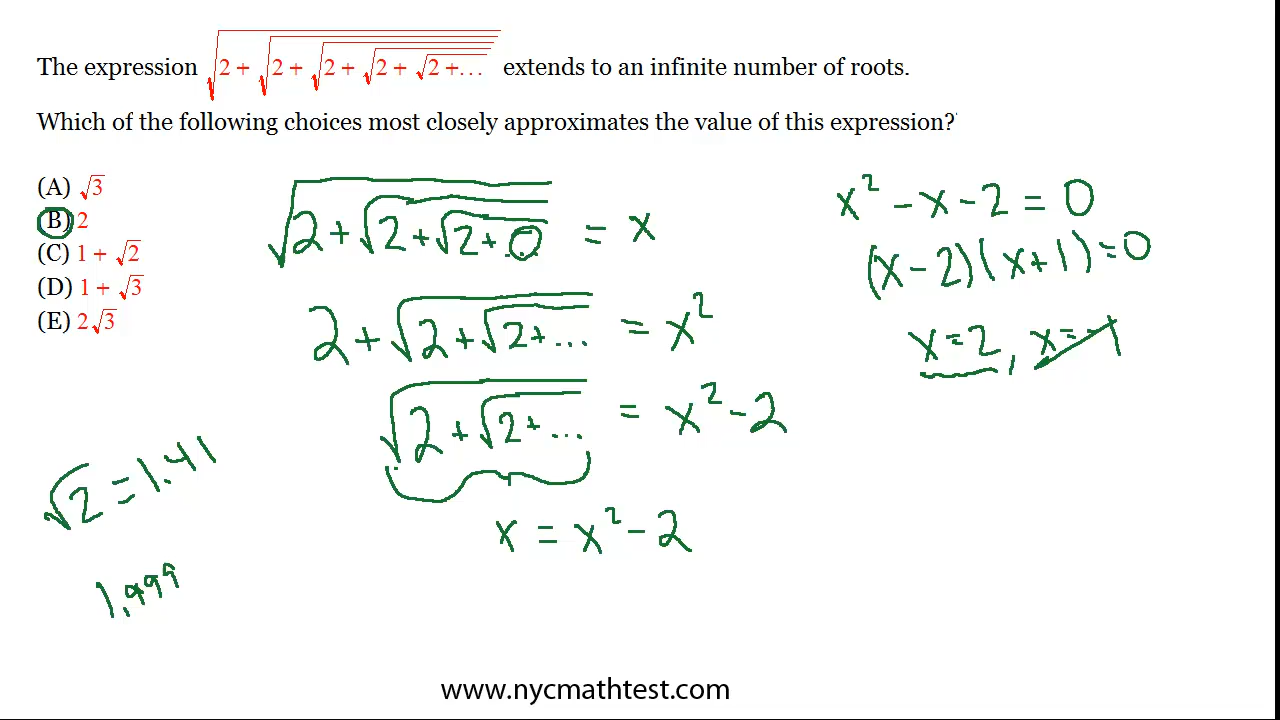 The expression √(2 + √(2 + √(2 + √(2 + √(2 +... extends to an infinite number of roots.
Which of the following choices most closely approximates the value of this expression?
(A) √3
(B) 2
(C) 1 + √2
(D) 1 + √3
(E) 2√3
√(2 + √(2 + √(2 + 0 = x
2 + √(2 + √(2 + ... = x²
√(2 + √(2 + ... = x² - 2
x = x² - 2
x² - x - 2 = 0
(x - 2)(x + 1) = 0
x = 2, x = -1
√2 = 1.41
1.999
www.nycmathtest.com